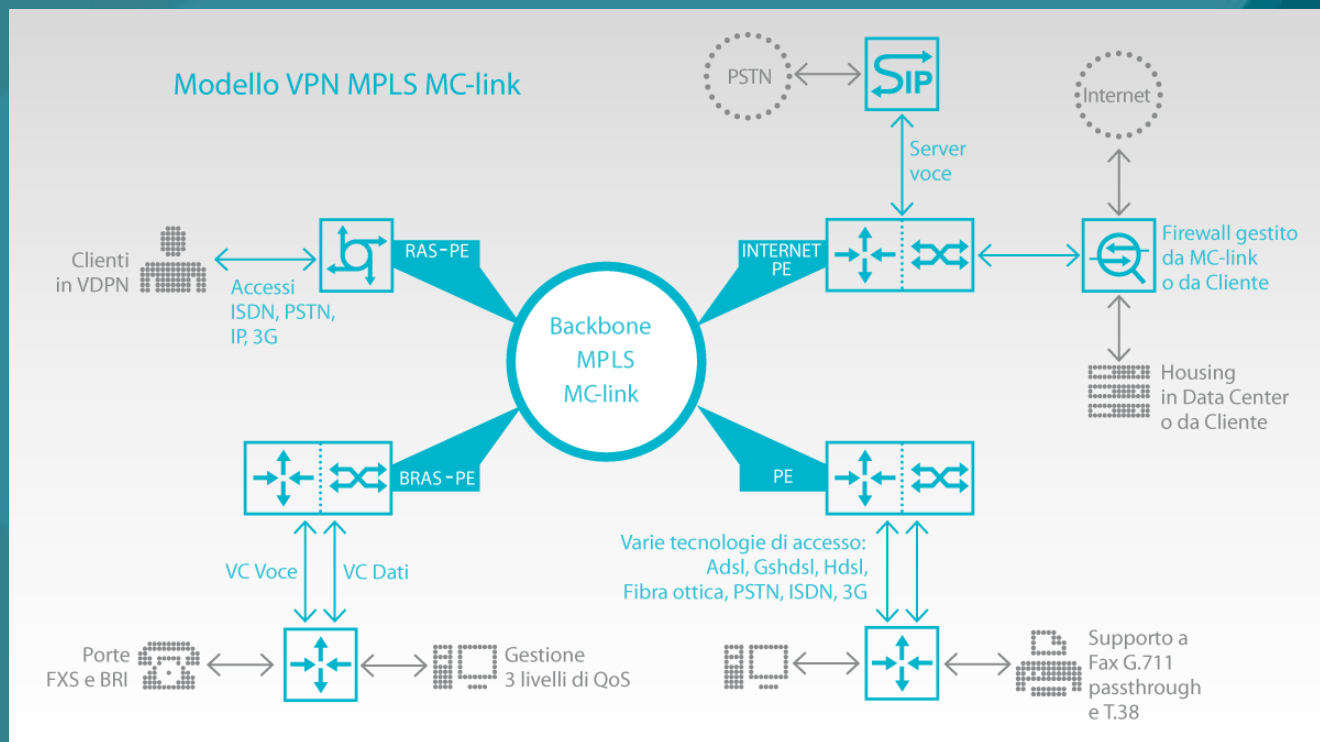 Modello VPN MPLS MC-link
PSTN
SIP
Internet
Server
voce
Clienti
in VDPN
Accessi
ISDN, PSTN,
IP, 3G
RAS-PE
INTERNET
PE
Firewall gestito
da MC-link
o da Cliente
Backbone
MPLS
MC-link
Housing
in Data Center
o da Cliente
BRAS-PE
PE
VC Voce
VC Dati
Varie tecnologie di accesso:
Adsl, Gshdsl, Hdsl,
Fibra ottica, PSTN, ISDN, 3G
Porte
FXS e BRI
Gestione
3 livelli di QoS
Supporto a
Fax G.711
passthrough
e T.38